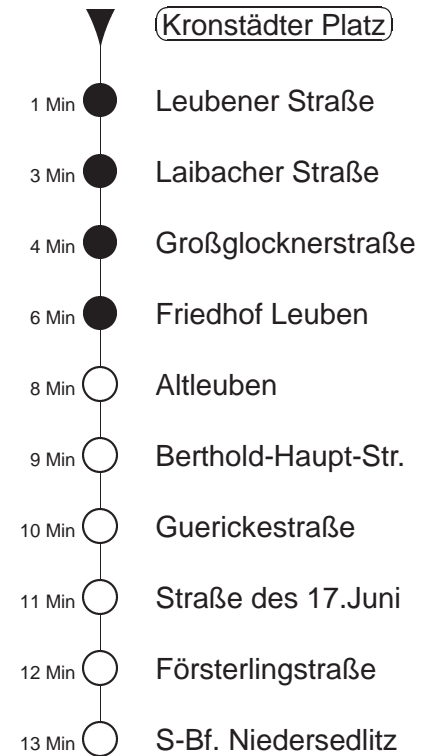 Kronstädter Platz
1 Min Leubener Straße
3 Min Laibacher Straße
4 Min Großglocknerstraße
6 Min Friedhof Leuben
8 Min Altleuben
9 Min Berthold-Haupt-Str.
10 Min Guerickestraße
11 Min Straße des 17.Juni
12 Min Försterlingstraße
13 Min S-Bf. Niedersedlitz